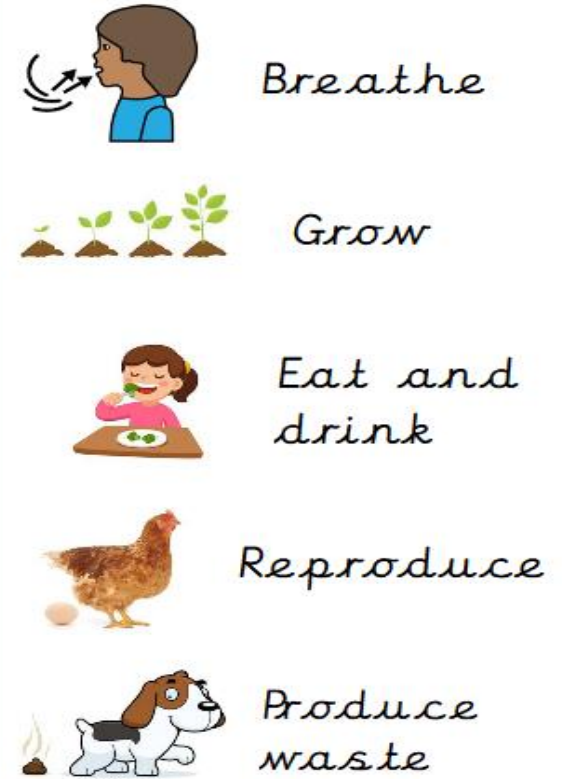 Breathe
Grow
Eat and
drink
Reproduce
Produce
waste